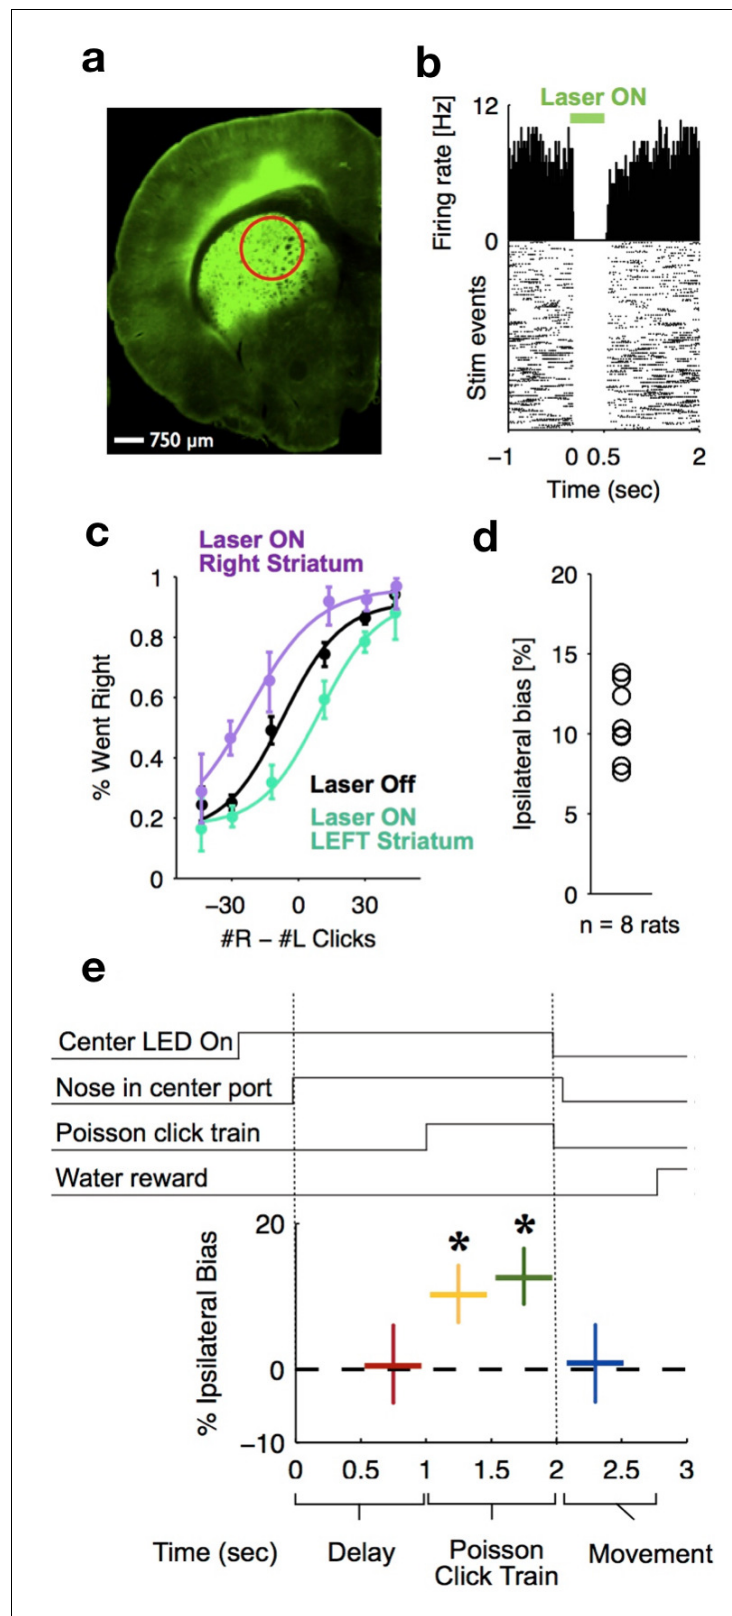 a
750 µm
b
Laser ON
12
Firing rate [Hz]
0
Stim events
−1 0 0.5 2
Time (sec)
c
Laser ON
Right Striatum
1
0.8
0.6
0.4
0.2
0
% Went Right
Laser Off
Laser ON
LEFT Striatum
−30 0 30
#R − #L Clicks
d
20
15
10
5
0
Ipsilateral bias [%]
n = 8 rats
e
Center LED On
Nose in center port
Poisson click train
Water reward
20
0
−10
% Ipsilateral Bias
* *
0 0.5 1 1.5 2 2.5 3
Time (sec) Delay Poisson Click Train Movement